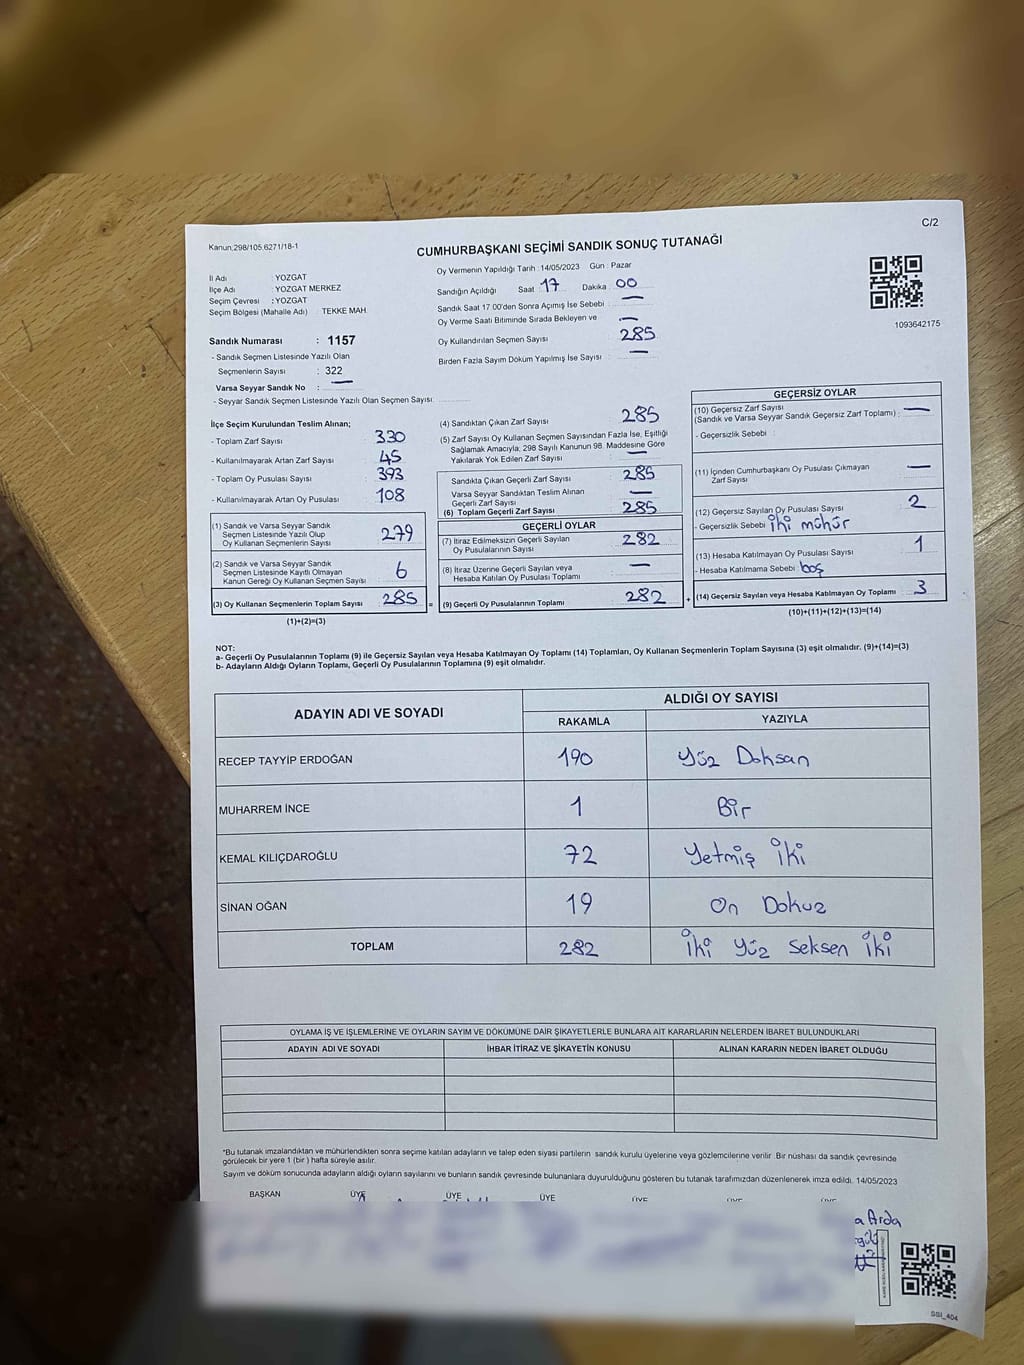 C/2
Kanun:298/105.6271/18-1
CUMHURBAŞKANI SEÇİMİ SANDIK SONUÇ TUTANAĞI
Oy Vermenin Yapıldığı Tarih : 14/05/2023 Gün : Pazar
İl Adı : YOZGAT
İlçe Adı : YOZGAT MERKEZ
Seçim Çevresi : YOZGAT
Seçim Bölgesi (Mahalle Adı) TEKKE MAH.
Sandığın Açıldığı Saat : 17 Dakika : 00
Sandık Saat 17.00'den Sonra Açımış İse Sebebi : —
Oy Verme Saati Bitiminde Sırada Bekleyen ve —
Oy Kullandırılan Seçmen Sayısı 285
Birden Fazla Sayım Döküm Yapılmış İse Sayısı : —
1093642175
Sandık Numarası : 1157
- Sandık Seçmen Listesinde Yazılı Olan
Seçmenlerin Sayısı : 322
Varsa Seyyar Sandık No : —
- Seyyar Sandık Seçmen Listesinde Yazılı Olan Seçmen Sayısı:
İlçe Seçim Kurulundan Teslim Alınan;
- Toplam Zarf Sayısı 330
- Kullanılmayarak Artan Zarf Sayısı : 45
- Toplam Oy Pusulası Sayısı : 393
- Kullanılmayarak Artan Oy Pusulası : 108
(1) Sandık ve Varsa Seyyar Sandık
Seçmen Listesinde Yazılı Olup
Oy Kullanan Seçmenlerin Sayısı 279
(2) Sandık ve Varsa Seyyar Sandık
Seçmen Listesinde Kayıtlı Olmayan
Kanun Gereği Oy Kullanan Seçmen Sayısı : 6
(3) Oy Kullanan Seçmenlerin Toplam Sayısı : 285 =
(1)+(2)=(3)
(4) Sandıktan Çıkan Zarf Sayısı 285
(5) Zarf Sayısı Oy Kullanan Seçmen Sayısından Fazla İse, Eşitliği
Sağlamak Amacıyla; 298 Sayılı Kanunun 98. Maddesine Göre
Yakılarak Yok Edilen Zarf Sayısı —
Sandıkta Çıkan Geçerli Zarf Sayısı : 285
Varsa Seyyar Sandıktan Teslim Alınan
Geçerli Zarf Sayısı —
(6) Toplam Geçerli Zarf Sayısı : 285
GEÇERLİ OYLAR
(7) İtiraz Edilmeksizin Geçerli Sayılan
Oy Pusulalarının Sayısı : 282
(8) İtiraz Üzerine Geçerli Sayılan veya
Hesaba Katılan Oy Pusulası Toplamı : —
(9) Geçerli Oy Pusulalarının Toplamı : 282 +
GEÇERSİZ OYLAR
(10) Geçersiz Zarf Sayısı
(Sandık ve Varsa Seyyar Sandık Geçersiz Zarf Toplamı) : —
- Geçersizlik Sebebi :
(11) İçinden Cumhurbaşkanı Oy Pusulası Çıkmayan
Zarf Sayısı —
(12) Geçersiz Sayılan Oy Pusulası Sayısı : 2
- Geçersizlik Sebebi : iki mühür
(13) Hesaba Katılmayan Oy Pusulası Sayısı : 1
- Hesaba Katılmama Sebebi : boş
(14) Geçersiz Sayılan veya Hesaba Katılmayan Oy Toplamı : 3
(10)+(11)+(12)+(13)=(14)
NOT:
a- Geçerli Oy Pusulalarının Toplamı (9) ile Geçersiz Sayılan veya Hesaba Katılmayan Oy Toplamı (14) Toplamları, Oy Kullanan Seçmenlerin Toplam Sayısına (3) eşit olmalıdır. (9)+(14)=(3)
b- Adayların Aldığı Oyların Toplamı, Geçerli Oy Pusulalarının Toplamına (9) eşit olmalıdır.
ADAYIN ADI VE SOYADI ALDIĞI OY SAYISI
RAKAMLA YAZIYLA
RECEP TAYYİP ERDOĞAN 190 Yüz Doksan
MUHARREM İNCE 1 Bir
KEMAL KILIÇDAROĞLU 72 Yetmiş İki
SİNAN OĞAN 19 On Dokuz
TOPLAM 282 İki Yüz Seksen İki
OYLAMA İŞ VE İŞLEMLERİNE VE OYLARIN SAYIM VE DÖKÜMÜNE DAİR ŞİKAYETLERLE BUNLARA AİT KARARLARIN NELERDEN İBARET BULUNDUKLARI
ADAYIN ADI VE SOYADI İHBAR İTİRAZ VE ŞİKAYETİN KONUSU ALINAN KARARIN NEDEN İBARET OLDUĞU
*Bu tutanak imzalandıktan ve mühürlendikten sonra seçime katılan adayların ve talep eden siyasi partilerin sandık kurulu üyelerine veya gözlemcilerine verilir. Bir nüshası da sandık çevresinde
görülecek bir yere 1 (bir ) hafta süreyle asılır.
Sayım ve döküm sonucunda adayların aldığı oyların sayılarını ve bunların sandık çevresinde bulunanlara duyurulduğunu gösteren bu tutanak tarafımızdan düzenlenerek imza edildi. 14/05/2023
BAŞKAN ÜYE ÜYE ÜYE ÜYE ÜYE ÜYE
a Arda
SSI_404